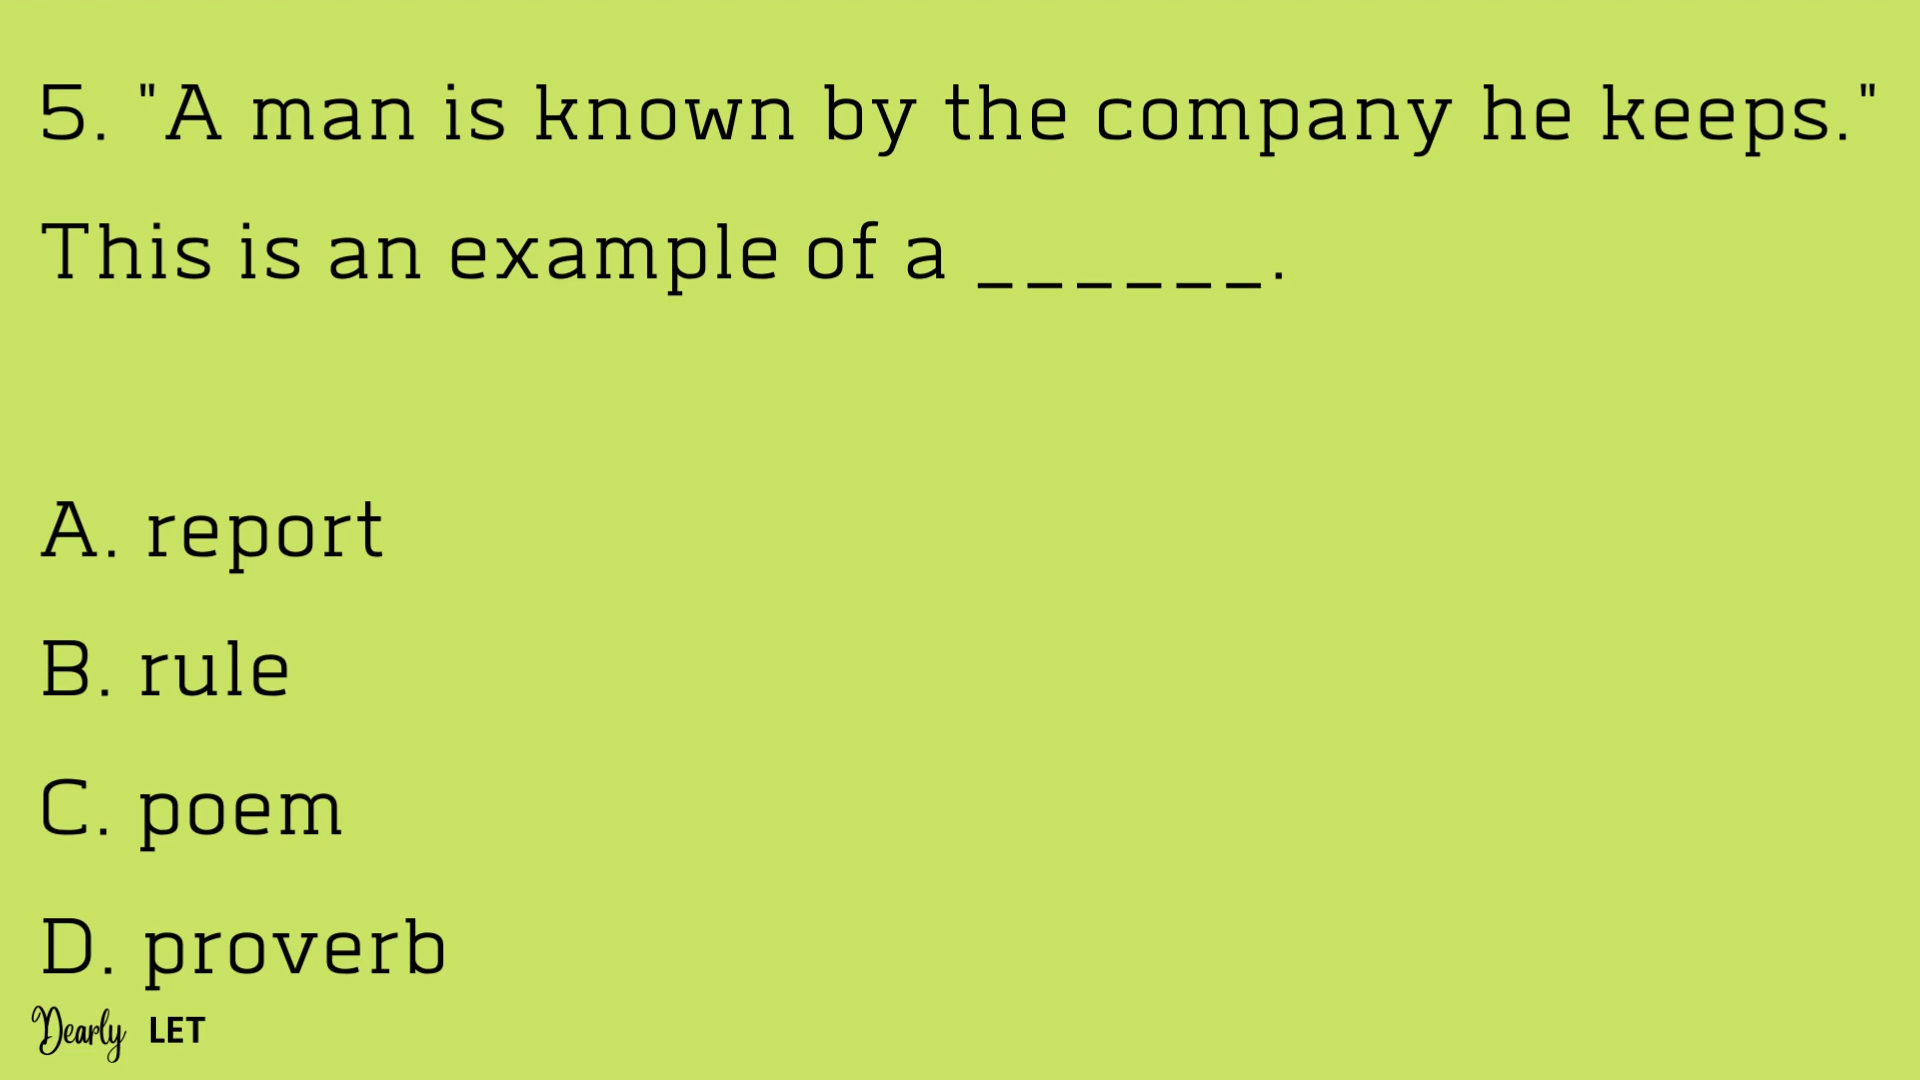 5. "A man is known by the company he keeps."
This is an example of a ______.
A. report
B. rule
C. poem
D. proverb
Dearly LET